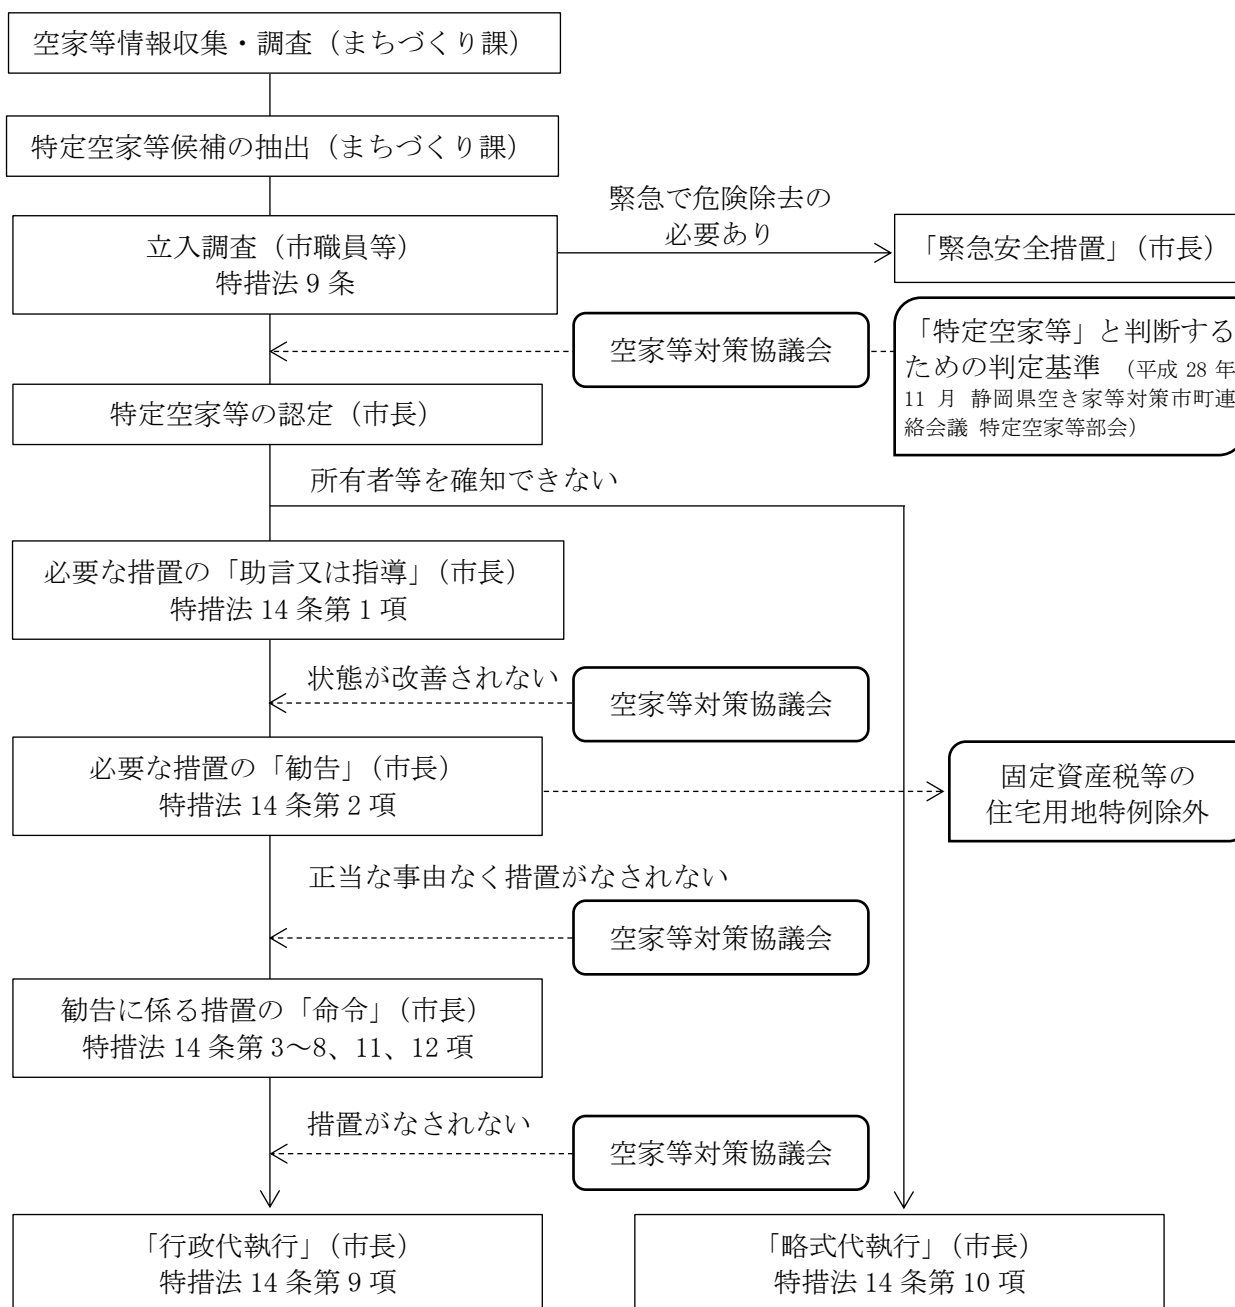 空家等情報収集・調査（まちづくり課）
特定空家等候補の抽出（まちづくり課）
緊急で危険除去の
必要あり
立入調査（市職員等）
特措法 9 条
「緊急安全措置」（市長）
空家等対策協議会
「特定空家等」と判断する
ための判定基準 （平成 28 年
11 月 静岡県空き家等対策市町連
絡会議 特定空家等部会）
特定空家等の認定（市長）
所有者等を確知できない
必要な措置の「助言又は指導」（市長）
特措法 14 条第 1 項
状態が改善されない
空家等対策協議会
必要な措置の「勧告」（市長）
特措法 14 条第 2 項
固定資産税等の
住宅用地特例除外
正当な事由なく措置がなされない
空家等対策協議会
勧告に係る措置の「命令」（市長）
特措法 14 条第 3～8、11、12 項
措置がなされない
空家等対策協議会
「行政代執行」（市長）
特措法 14 条第 9 項
「略式代執行」（市長）
特措法 14 条第 10 項